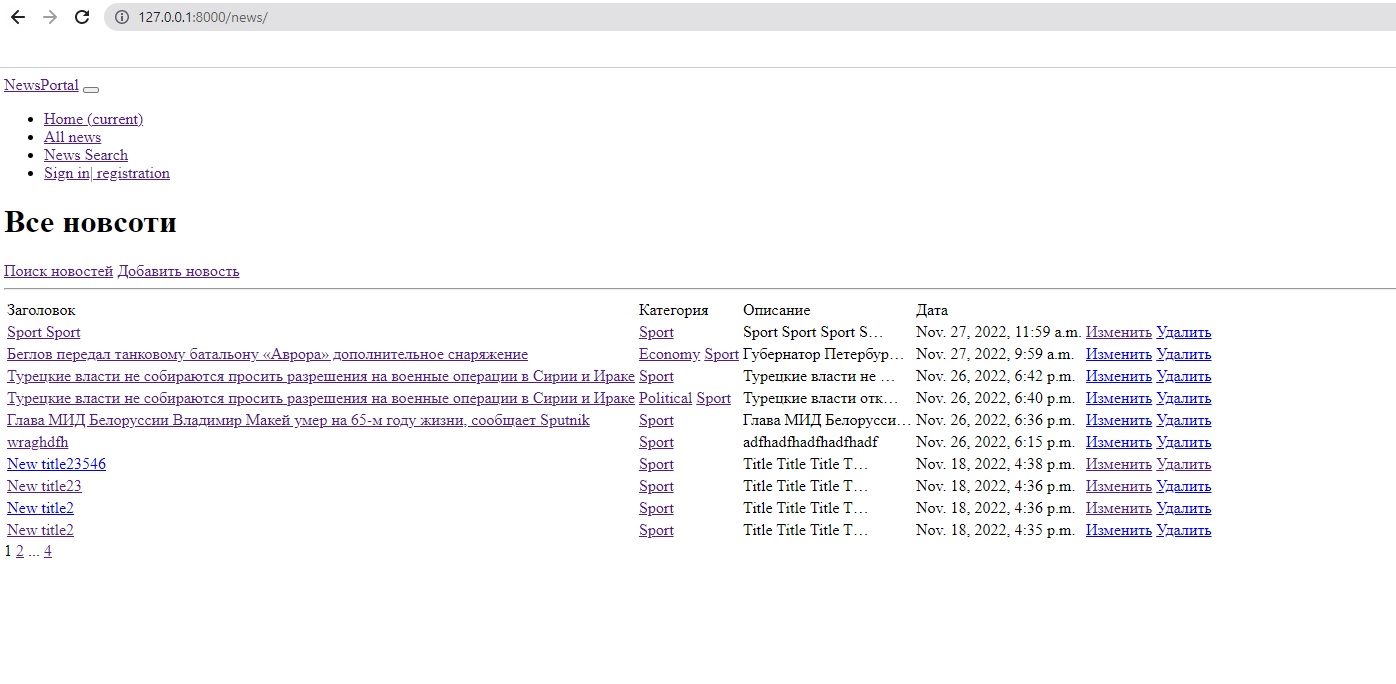 127.0.0.1:8000/news/
NewsPortal
Home (current)
All news
News Search
Sign in| registration
Все новсоти
Поиск новостей Добавить новость
Заголовок Категория Описание Дата
Sport Sport Sport Sport Sport Sport S… Nov. 27, 2022, 11:59 a.m. Изменить Удалить
Беглов передал танковому батальону «Аврора» дополнительное снаряжение Economy Sport Губернатор Петербур… Nov. 27, 2022, 9:59 a.m. Изменить Удалить
Турецкие власти не собираются просить разрешения на военные операции в Сирии и Ираке Sport Турецкие власти не … Nov. 26, 2022, 6:42 p.m. Изменить Удалить
Турецкие власти не собираются просить разрешения на военные операции в Сирии и Ираке Political Sport Турецкие власти отк… Nov. 26, 2022, 6:40 p.m. Изменить Удалить
Глава МИД Белоруссии Владимир Макей умер на 65-м году жизни, сообщает Sputnik Sport Глава МИД Белорусси… Nov. 26, 2022, 6:36 p.m. Изменить Удалить
wraghdfh Sport adfhadfhadfhadfhadf Nov. 26, 2022, 6:15 p.m. Изменить Удалить
New title23546 Sport Title Title Title T… Nov. 18, 2022, 4:38 p.m. Изменить Удалить
New title23 Sport Title Title Title T… Nov. 18, 2022, 4:36 p.m. Изменить Удалить
New title2 Sport Title Title Title T… Nov. 18, 2022, 4:36 p.m. Изменить Удалить
New title2 Sport Title Title Title T… Nov. 18, 2022, 4:35 p.m. Изменить Удалить
1 2 ... 4